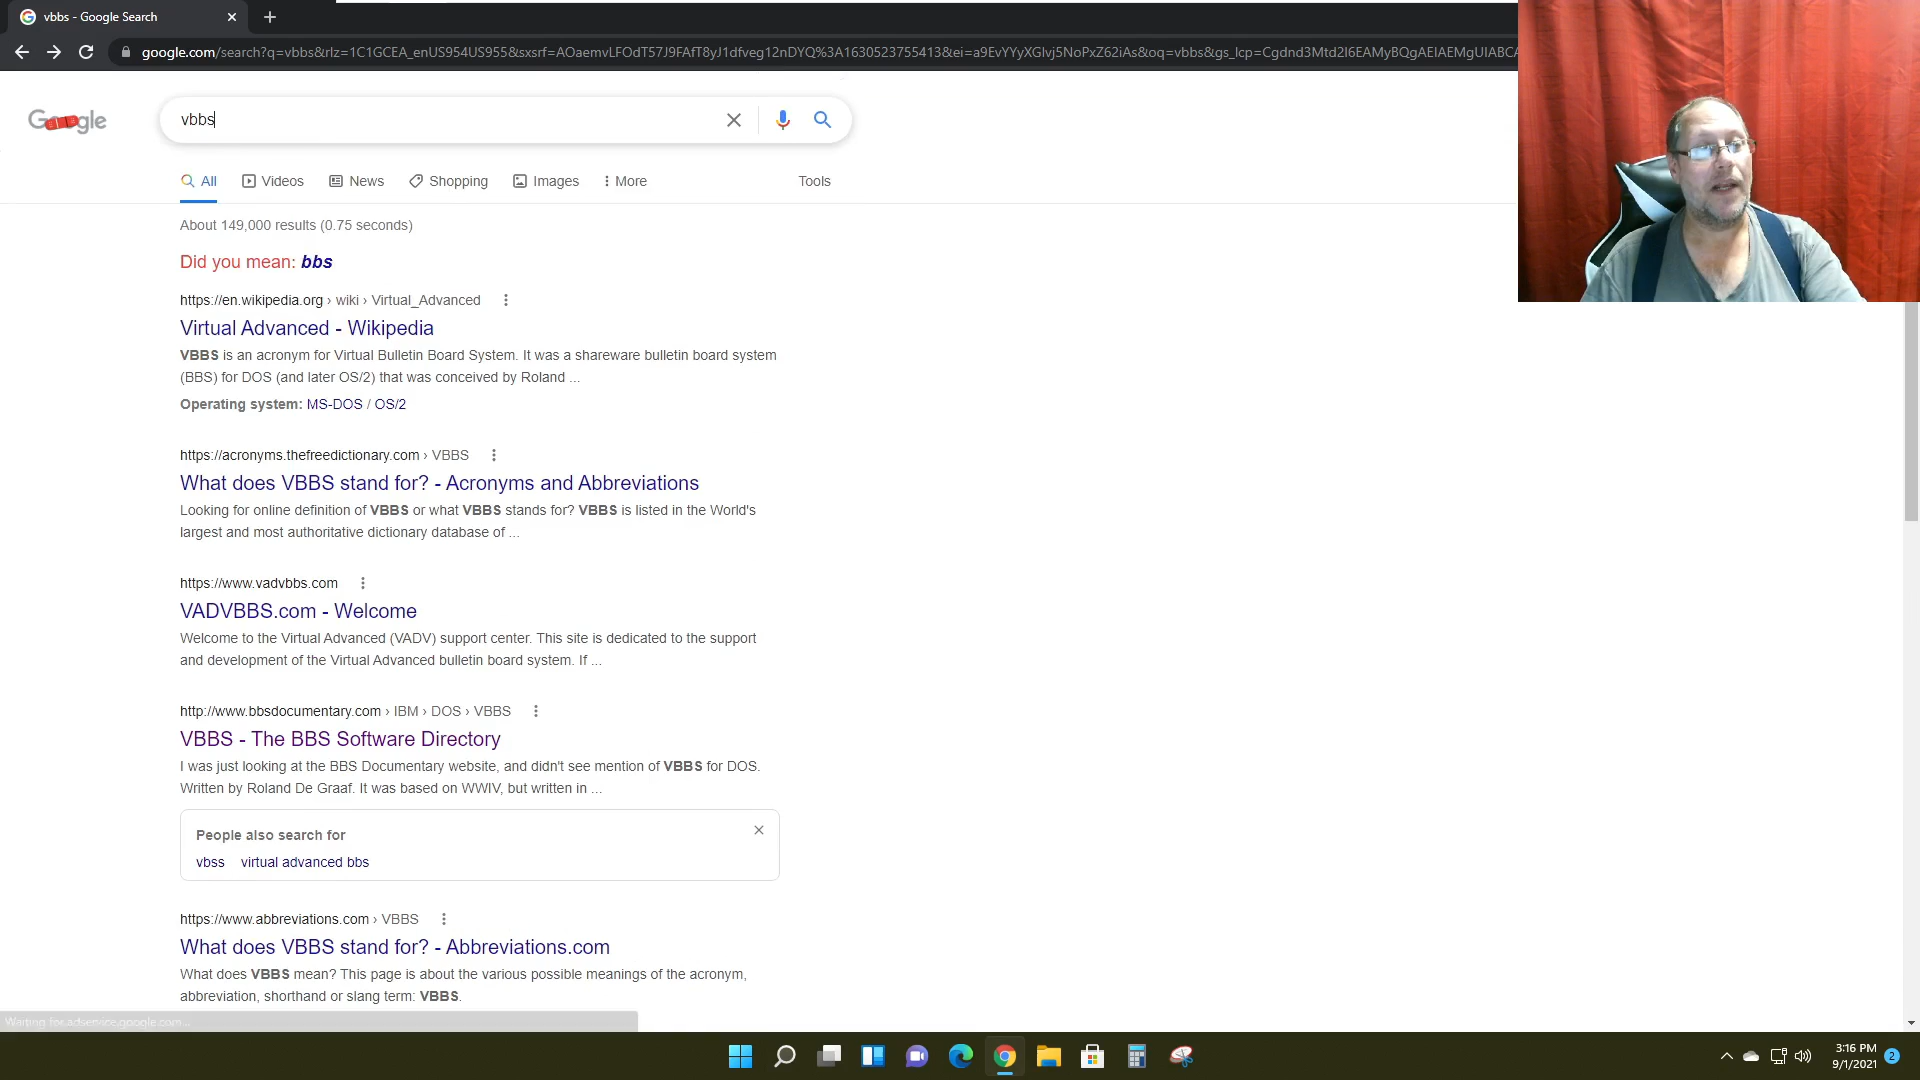 vbbs - Google Search
google.com/search?q=vbbs&rlz=1C1GCEA_enUS954US955&sxsrf=AOaemvLFOdT57J9FAfT8yJ1dfveg12nDYQ%3A1630523755413&ei=a9EvYYyXGlvj5NoPxZ62iAs&oq=vbbs&gs_lcp=Cgdnd3Mtd2l6EAMyBQgAEIAEMgUIABCA
Google
vbbs
All Videos News Shopping Images More Tools
About 149,000 results (0.75 seconds)
Did you mean: bbs
https://en.wikipedia.org › wiki › Virtual_Advanced
Virtual Advanced - Wikipedia
VBBS is an acronym for Virtual Bulletin Board System. It was a shareware bulletin board system
(BBS) for DOS (and later OS/2) that was conceived by Roland ...
Operating system: MS-DOS / OS/2
https://acronyms.thefreedictionary.com › VBBS
What does VBBS stand for? - Acronyms and Abbreviations
Looking for online definition of VBBS or what VBBS stands for? VBBS is listed in the World's
largest and most authoritative dictionary database of ...
https://www.vadvbbs.com
VADVBBS.com - Welcome
Welcome to the Virtual Advanced (VADV) support center. This site is dedicated to the support
and development of the Virtual Advanced bulletin board system. If ...
http://www.bbsdocumentary.com › IBM › DOS › VBBS
VBBS - The BBS Software Directory
I was just looking at the BBS Documentary website, and didn't see mention of VBBS for DOS.
Written by Roland De Graaf. It was based on WWIV, but written in ...
People also search for
vbss virtual advanced bbs
https://www.abbreviations.com › VBBS
What does VBBS stand for? - Abbreviations.com
What does VBBS mean? This page is about the various possible meanings of the acronym,
abbreviation, shorthand or slang term: VBBS.
Waiting for adservice.google.com...
3:16 PM
9/1/2021
2